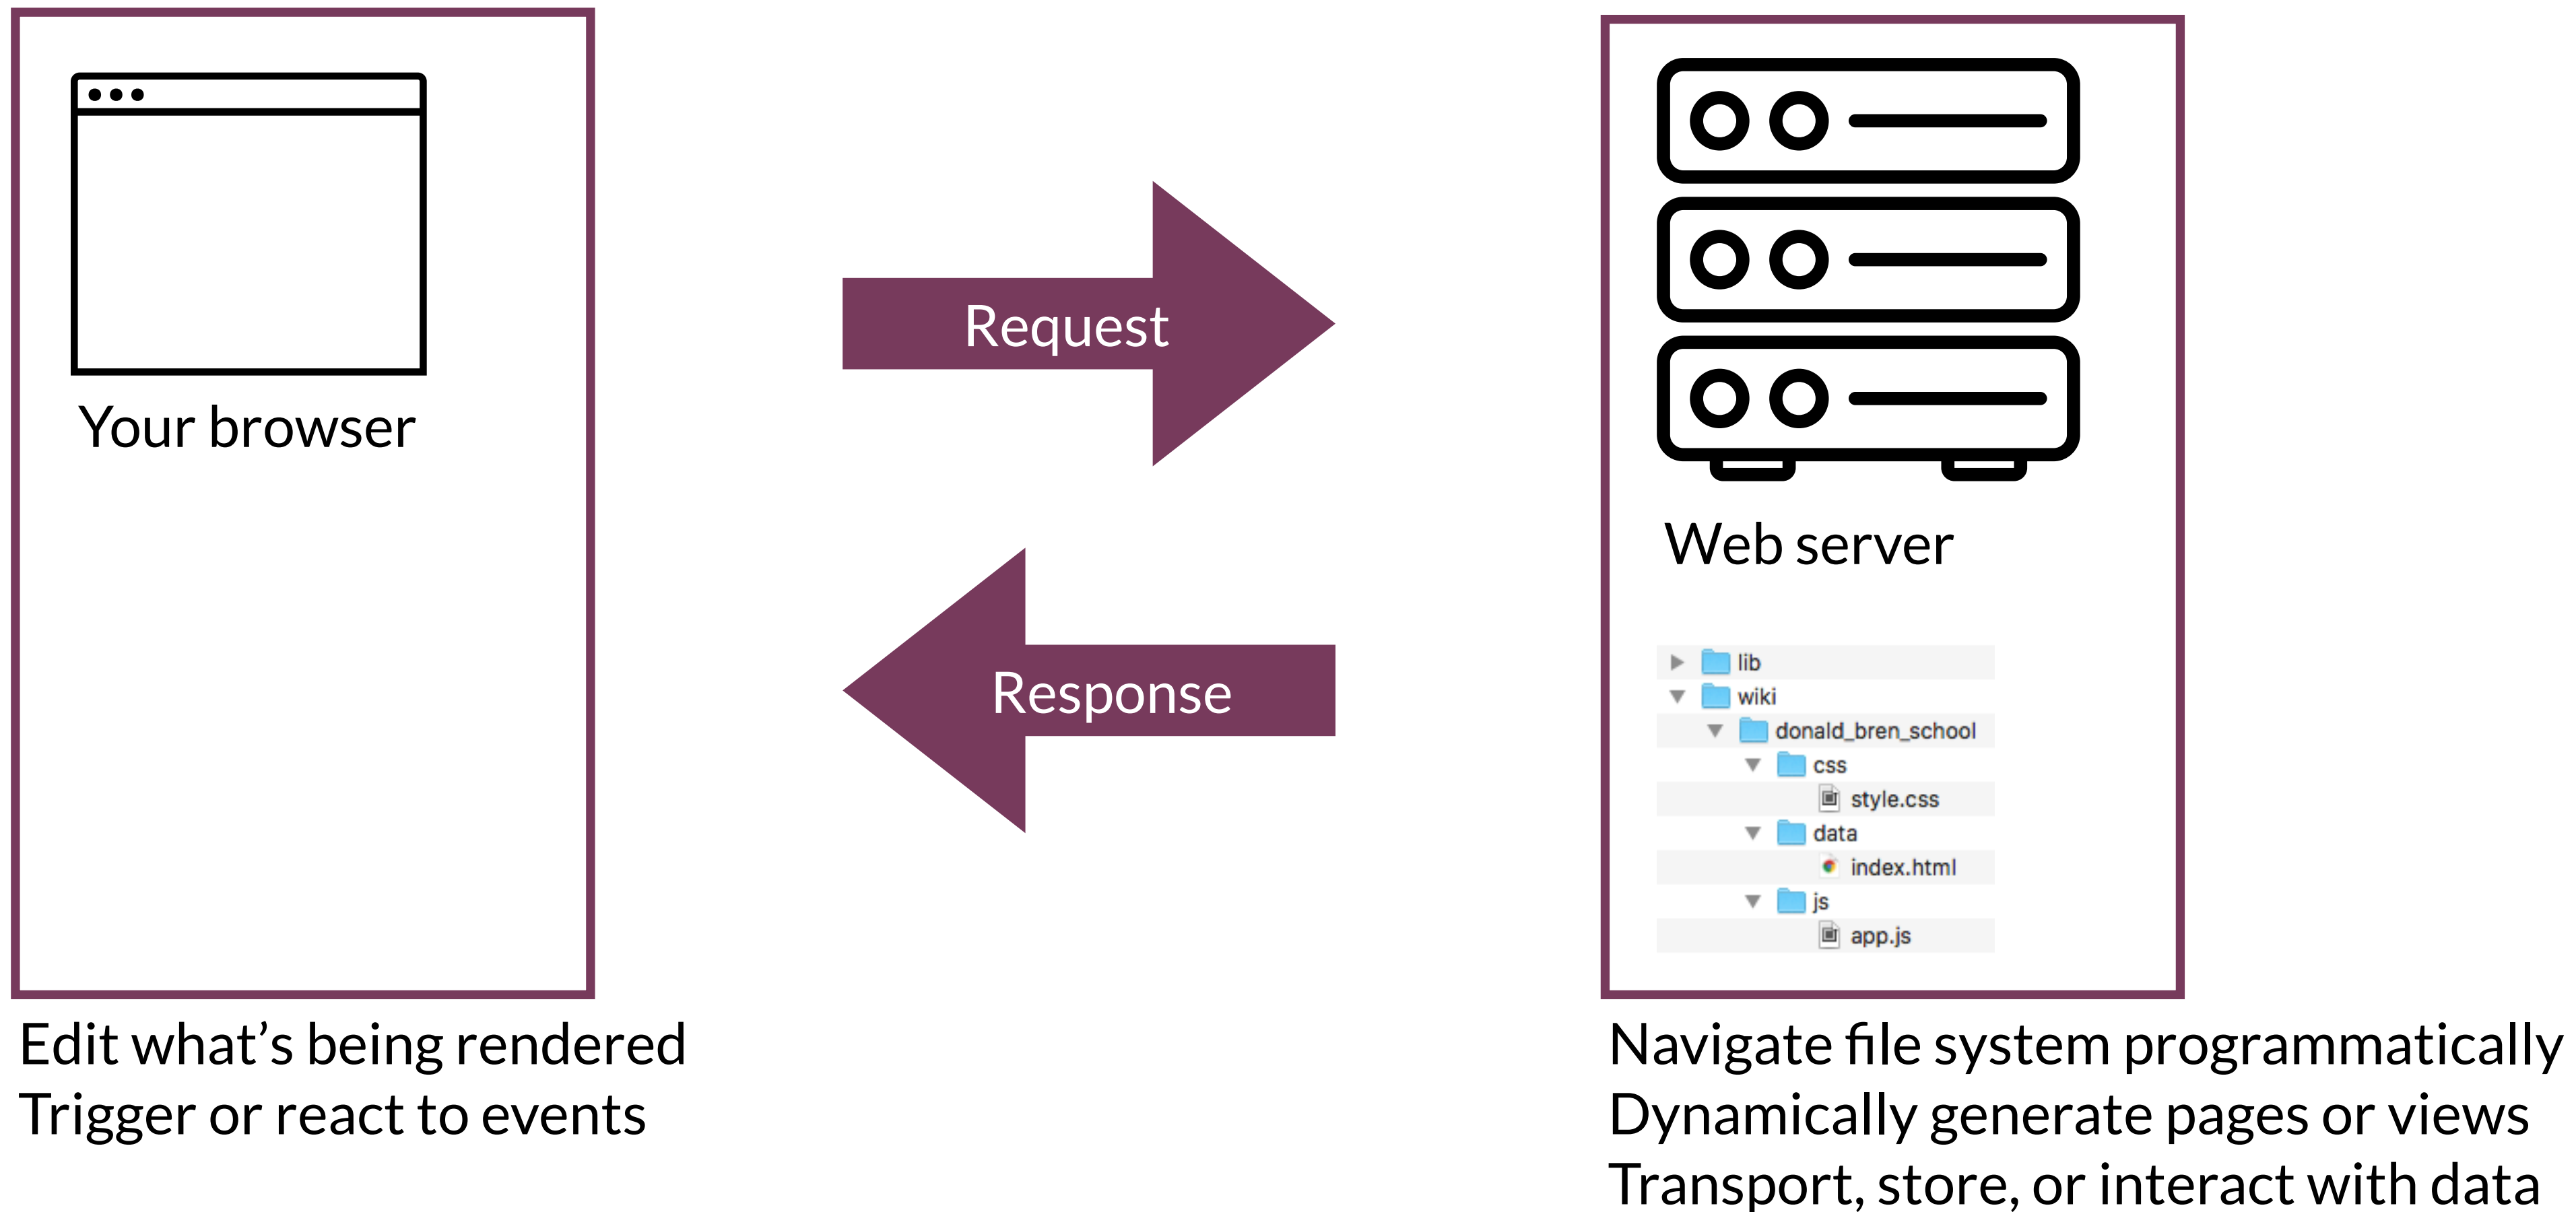 Your browser
Request
Response
Web server
lib
wiki
donald_bren_school
css
style.css
data
index.html
js
app.js
Edit what’s being rendered
Trigger or react to events
Navigate file system programmatically
Dynamically generate pages or views
Transport, store, or interact with data